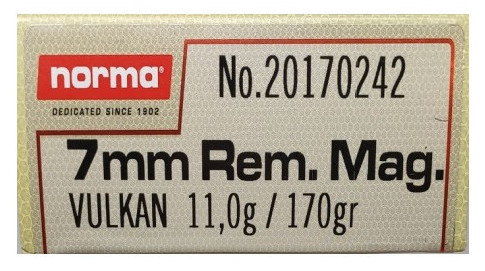 norma®
DEDICATED SINCE 1902
No.20170242
7mm Rem. Mag.
VULKAN 11,0g / 170gr